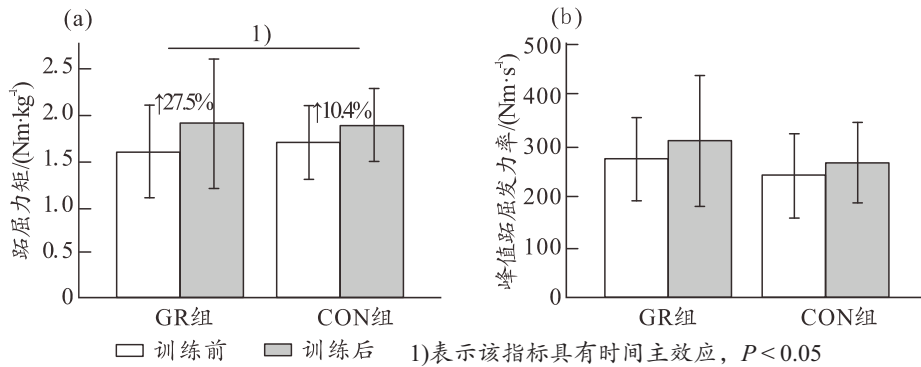 (a)
1)
跖屈力矩/(Nm·kg⁻¹)
2.5
2.0
1.5
1.0
0.5
0
↑27.5%
↑10.4%
GR组
CON组
(b)
峰值跖屈发力率/(Nm·s⁻¹)
500
400
300
200
100
0
GR组
CON组
训练前 训练后 1)表示该指标具有时间主效应，P<0.05